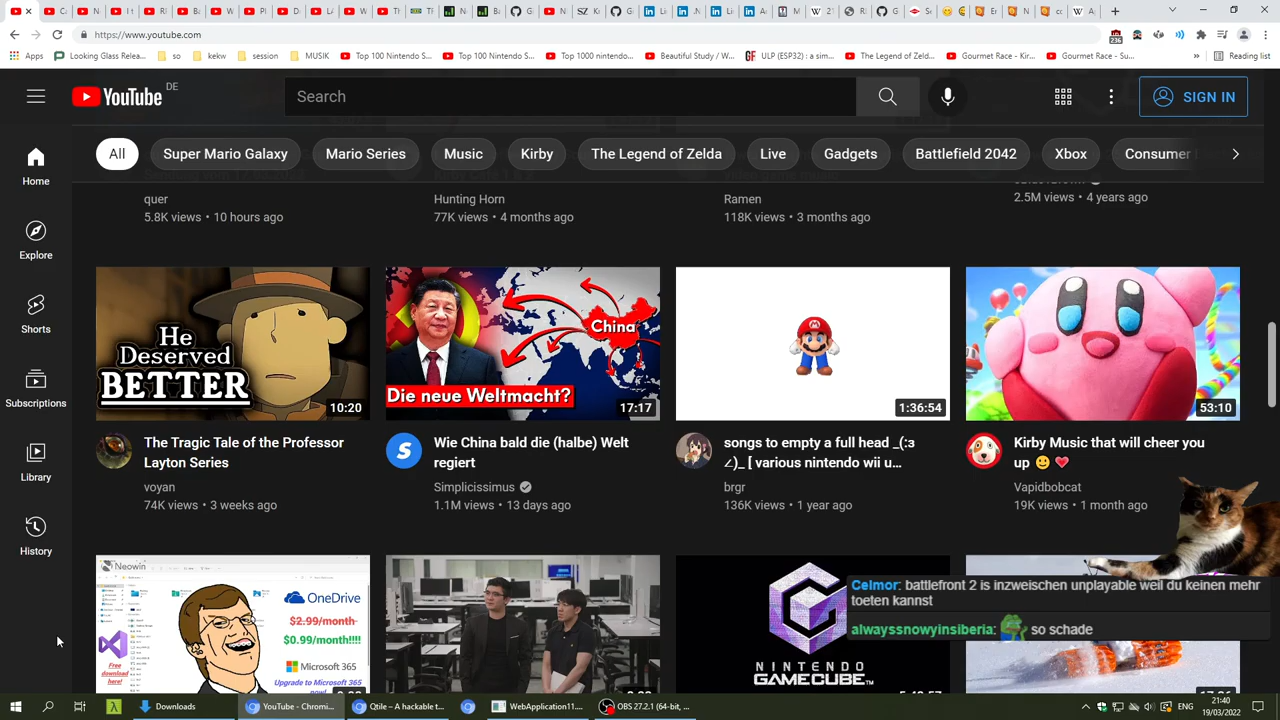 https://www.youtube.com
236
Apps
Looking Glass Relea...
so
kekw
session
MUSIK
Top 100 Nintendo S...
Top 100 Nintendo S...
Top 1000 nintendo...
Beautiful Study / W...
ULP (ESP32) : a sim...
The Legend of Zeld...
Gourmet Race - Kir...
Gourmet Race - Su...
»
Reading list
YouTube DE
Search
SIGN IN
All
Super Mario Galaxy
Mario Series
Music
Kirby
The Legend of Zelda
Live
Gadgets
Battlefield 2042
Xbox
Consumer
Home
Explore
Shorts
Subscriptions
Library
History
quer
5.8K views • 10 hours ago
Hunting Horn
77K views • 4 months ago
Ramen
118K views • 3 months ago
2.5M views • 4 years ago
He
Deserved
BETTER
10:20
China
Die neue Weltmacht?
17:17
1:36:54
53:10
The Tragic Tale of the Professor
Layton Series
voyan
74K views • 3 weeks ago
Wie China bald die (halbe) Welt
regiert
Simplicissimus
1.1M views • 13 days ago
songs to empty a full head _(:з
∠)_ [ various nintendo wii u...
brgr
136K views • 1 year ago
Kirby Music that will cheer you
up 🙂 ❤
Vapidbobcat
19K views • 1 month ago
Neowin
OneDrive
$2.99/month!
$0.99/month!!!!
Microsoft 365
Free
download
here!
Upgrade to Microsoft 365
now!
NINTENDO
GAMECUBE™
Celmor: battlefront 2 is inzweischen unplayable weil du keinen mehr
toeten kannst
alwayssnowyinsiberia: so schade
Downloads
YouTube - Chromi...
Qtile – A hackable t...
WebApplication11...
OBS 27.2.1 (64-bit, ...
21:40
19/03/2022